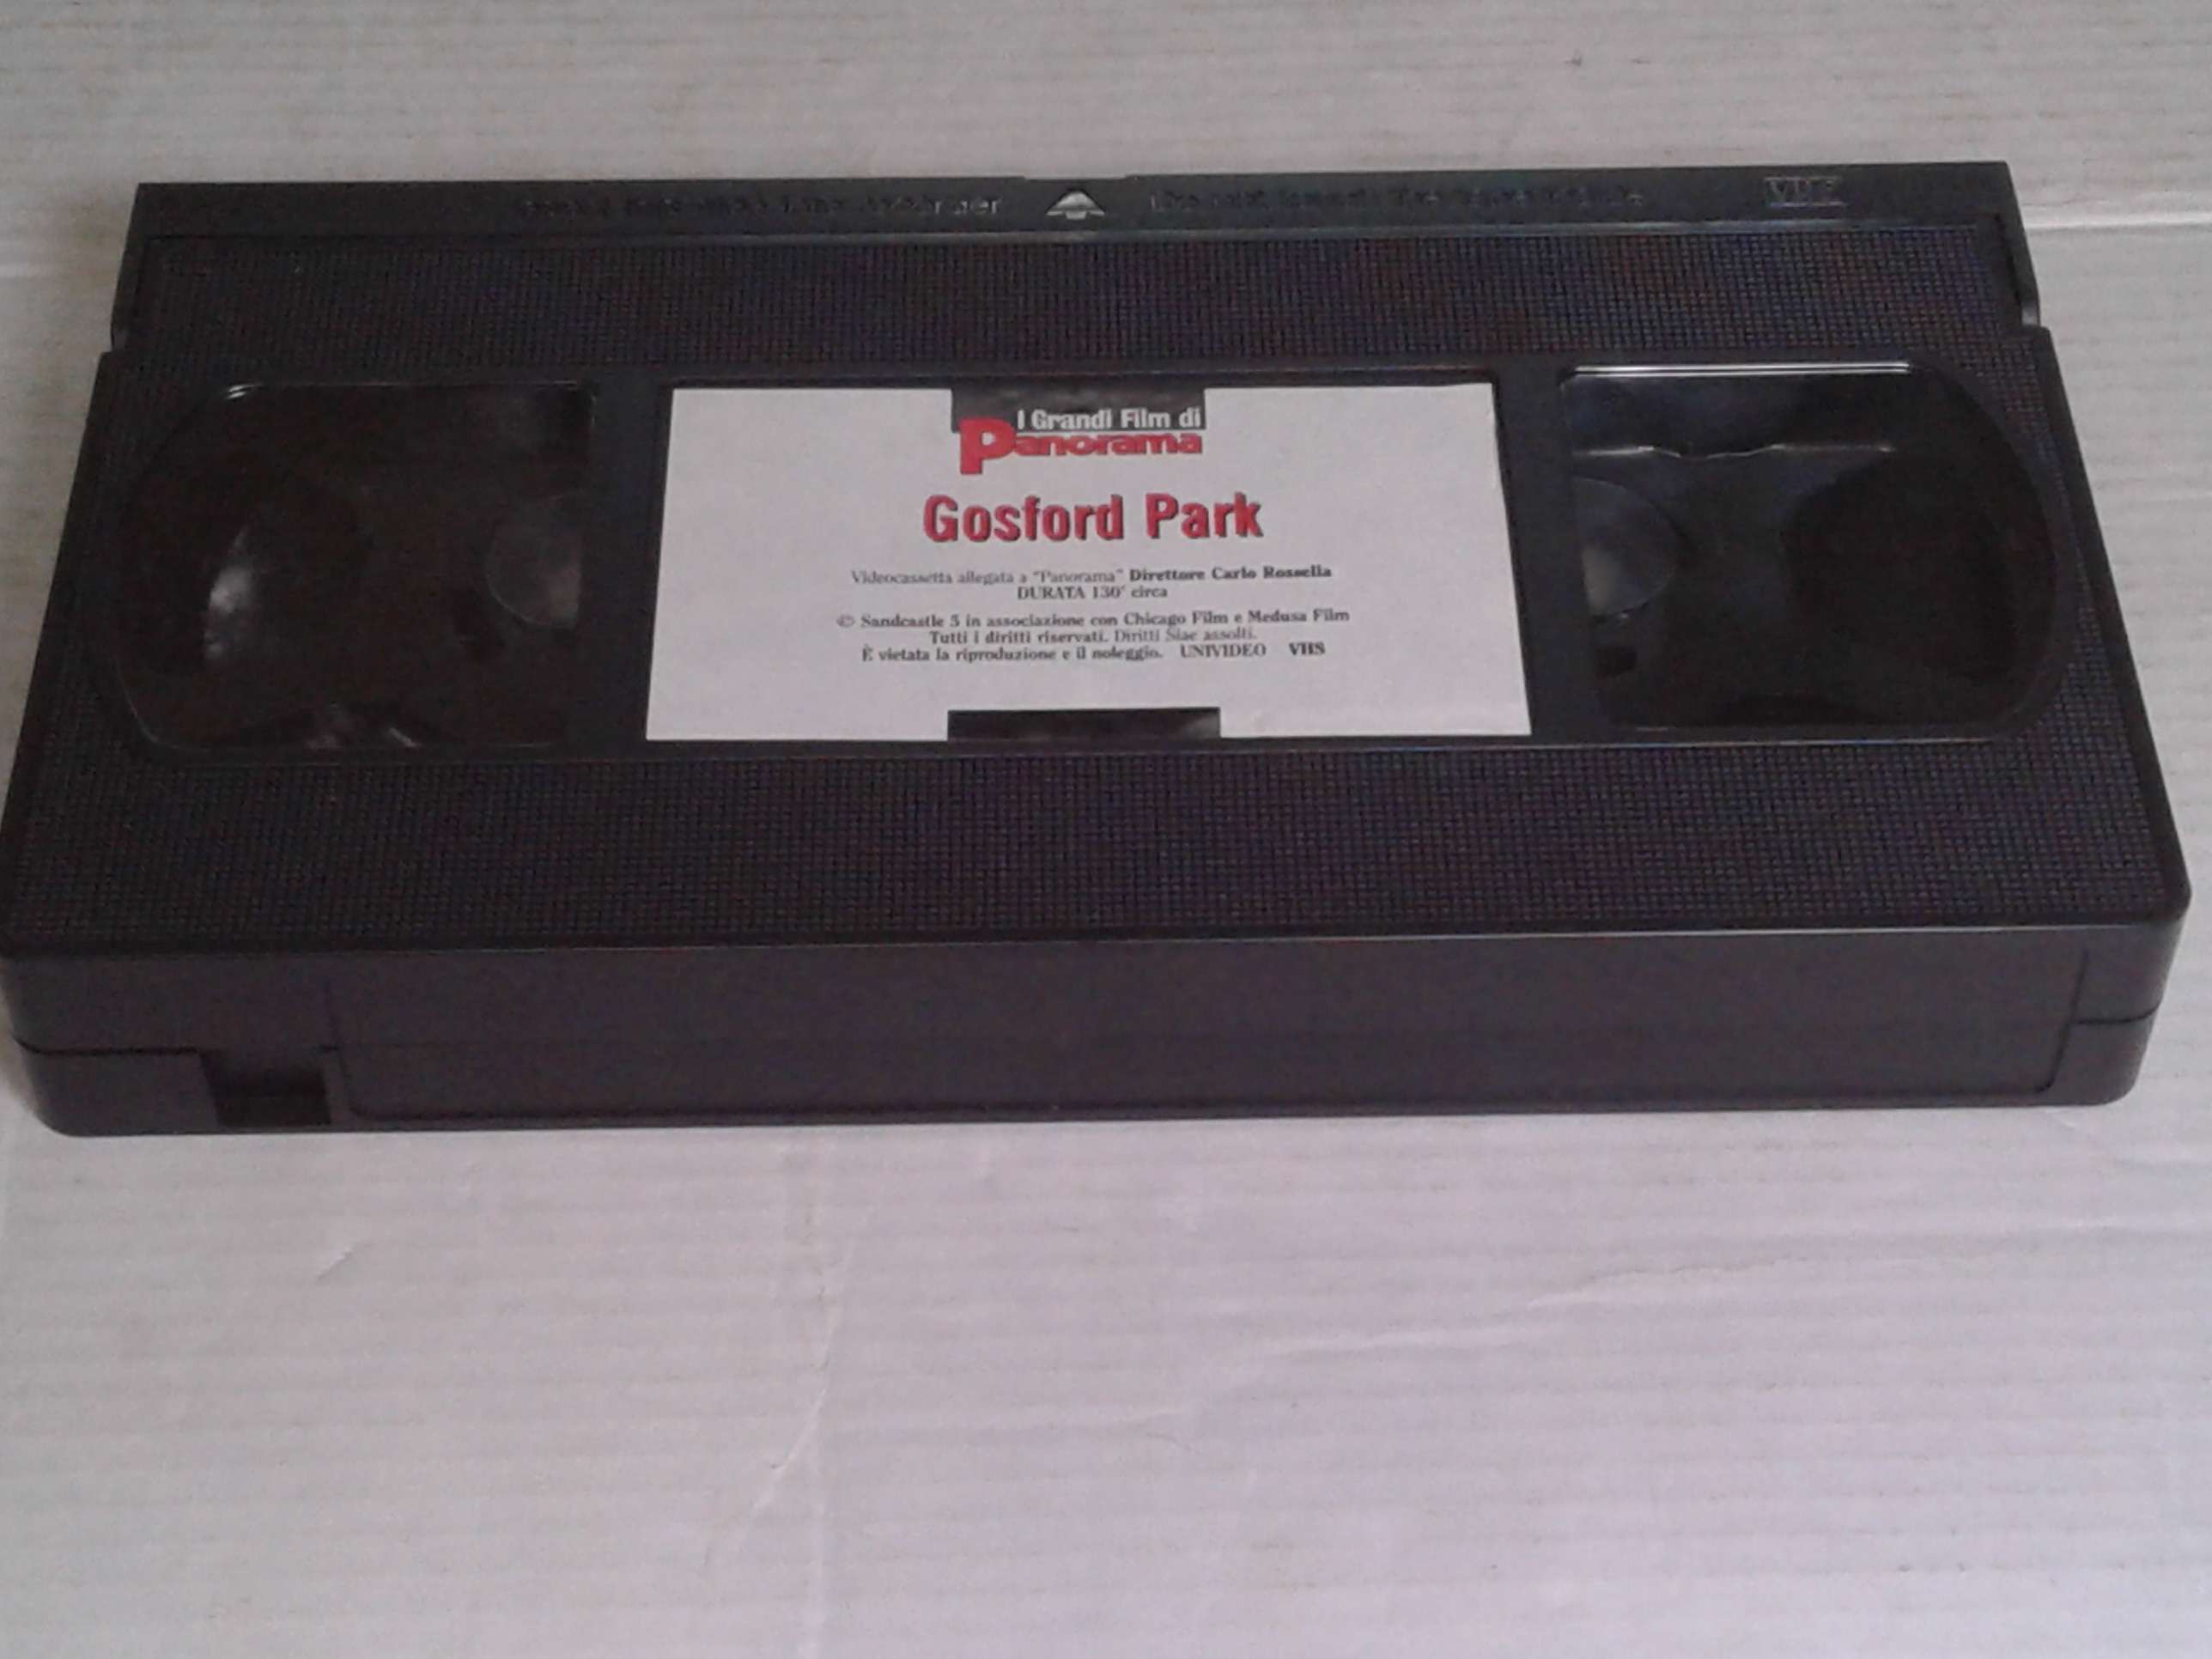 VHS
I Grandi Film di
Panorama
Gosford Park
Videocassetta allegata a "Panorama" Direttore Carlo Rossella
DURATA 130' circa
© Sandcastle 5 in associazione con Chicago Film e Medusa Film
Tutti i diritti riservati. Diritti Siae assolti.
È vietata la riproduzione e il noleggio. UNIVIDEO VHS